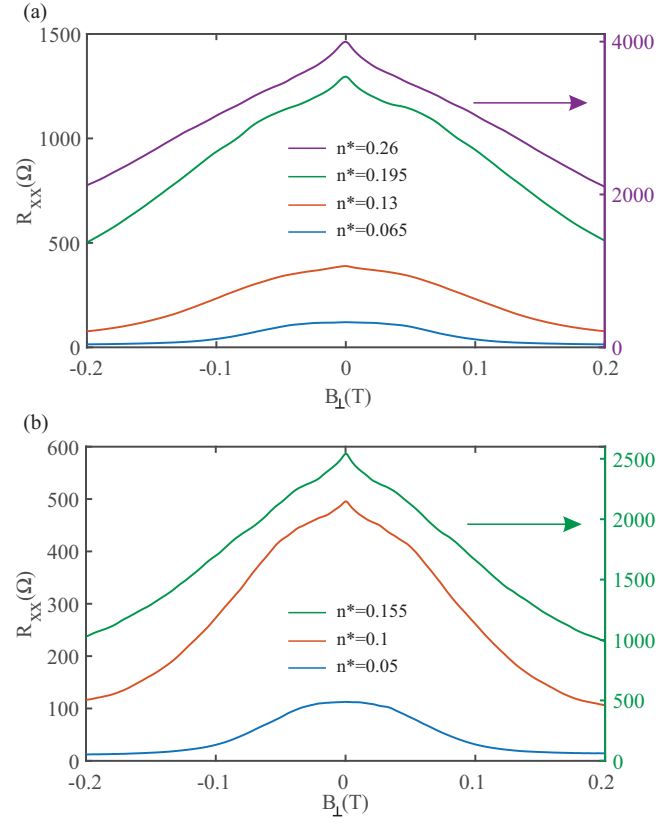 (a)
1500
1000
500
0
R_XX(Ω)
4000
2000
0
n*=0.26
n*=0.195
n*=0.13
n*=0.065
-0.2 -0.1 0 0.1 0.2
B⊥(T)
(b)
600
500
400
300
200
100
0
R_XX(Ω)
2500
2000
1500
1000
500
0
n*=0.155
n*=0.1
n*=0.05
-0.2 -0.1 0 0.1 0.2
B⊥(T)